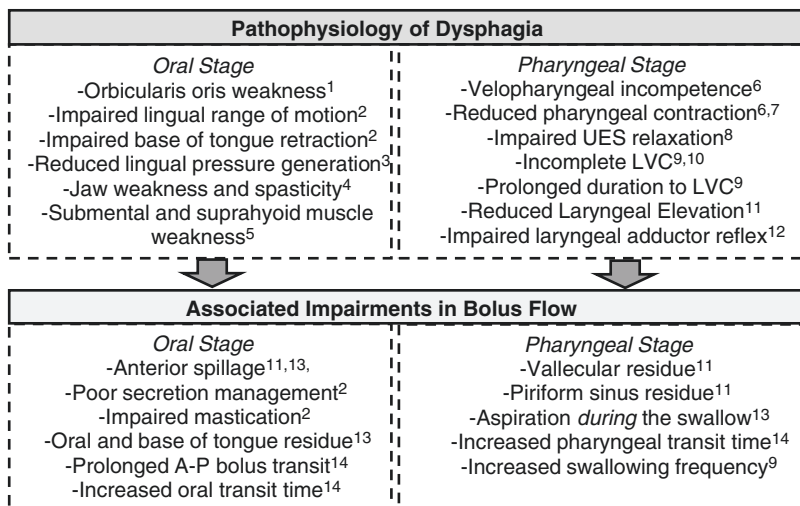 Pathophysiology of Dysphagia
Oral Stage
-Orbicularis oris weakness¹
-Impaired lingual range of motion²
-Impaired base of tongue retraction²
-Reduced lingual pressure generation³
-Jaw weakness and spasticity⁴
-Submental and suprahyoid muscle
weakness⁵
Pharyngeal Stage
-Velopharyngeal incompetence⁶
-Reduced pharyngeal contraction⁶,⁷
-Impaired UES relaxation⁸
-Incomplete LVC⁹,¹⁰
-Prolonged duration to LVC⁹
-Reduced Laryngeal Elevation¹¹
-Impaired laryngeal adductor reflex¹²
Associated Impairments in Bolus Flow
Oral Stage
-Anterior spillage¹¹,¹³,
-Poor secretion management²
-Impaired mastication²
-Oral and base of tongue residue¹³
-Prolonged A-P bolus transit¹⁴
-Increased oral transit time¹⁴
Pharyngeal Stage
-Vallecular residue¹¹
-Piriform sinus residue¹¹
-Aspiration during the swallow¹³
-Increased pharyngeal transit time¹⁴
-Increased swallowing frequency⁹